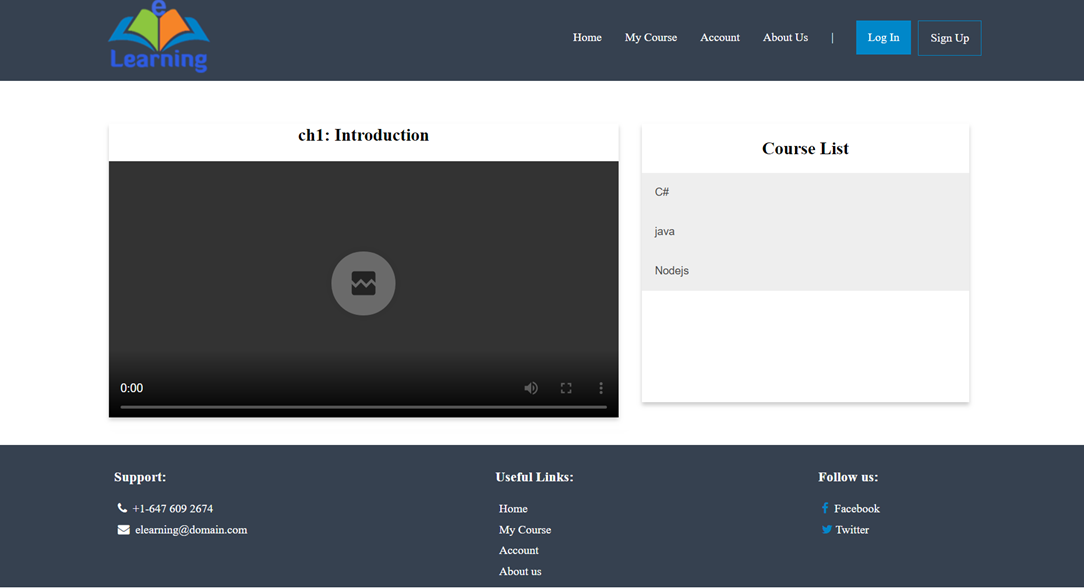 e
Learning
Home My Course Account About Us | Log In Sign Up
ch1: Introduction
0:00
Course List
C#
java
Nodejs
Support:
+1-647 609 2674
elearning@domain.com
Useful Links:
Home
My Course
Account
About us
Follow us:
Facebook
Twitter